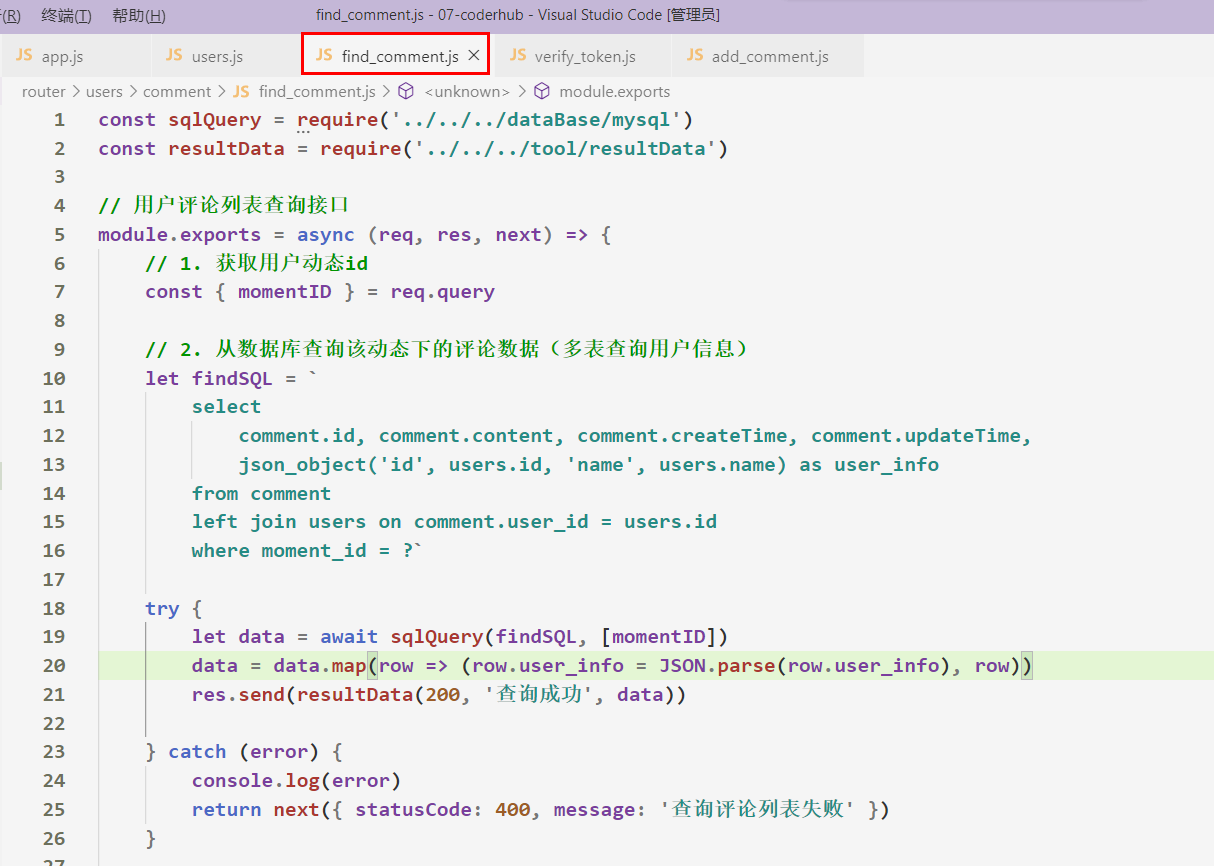 (R) 终端(T) 帮助(H) find_comment.js - 07-coderhub - Visual Studio Code [管理员]
JS app.js JS users.js JS find_comment.js × JS verify_token.js JS add_comment.js
router > users > comment > JS find_comment.js > <unknown> > module.exports
1 const sqlQuery = require('../../../dataBase/mysql')
2 const resultData = require('../../../tool/resultData')
3
4 // 用户评论列表查询接口
5 module.exports = async (req, res, next) => {
6 // 1. 获取用户动态id
7 const { momentID } = req.query
8
9 // 2. 从数据库查询该动态下的评论数据（多表查询用户信息）
10 let findSQL = `
11 select
12 comment.id, comment.content, comment.createTime, comment.updateTime,
13 json_object('id', users.id, 'name', users.name) as user_info
14 from comment
15 left join users on comment.user_id = users.id
16 where moment_id = ?`
17
18 try {
19 let data = await sqlQuery(findSQL, [momentID])
20 data = data.map(row => (row.user_info = JSON.parse(row.user_info), row))
21 res.send(resultData(200, '查询成功', data))
22
23 } catch (error) {
24 console.log(error)
25 return next({ statusCode: 400, message: '查询评论列表失败' })
26 }
27